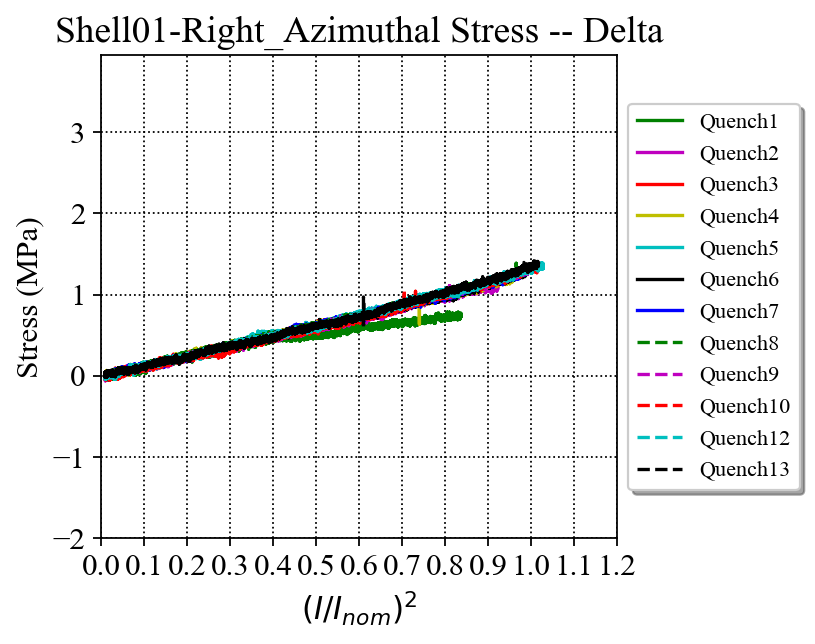 Shell01-Right_Azimuthal Stress -- Delta
Stress (MPa)
3
2
1
0
−1
−2
0.0 0.1 0.2 0.3 0.4 0.5 0.6 0.7 0.8 0.9 1.0 1.1 1.2
(I/I_nom)^2
Quench1
Quench2
Quench3
Quench4
Quench5
Quench6
Quench7
Quench8
Quench9
Quench10
Quench12
Quench13